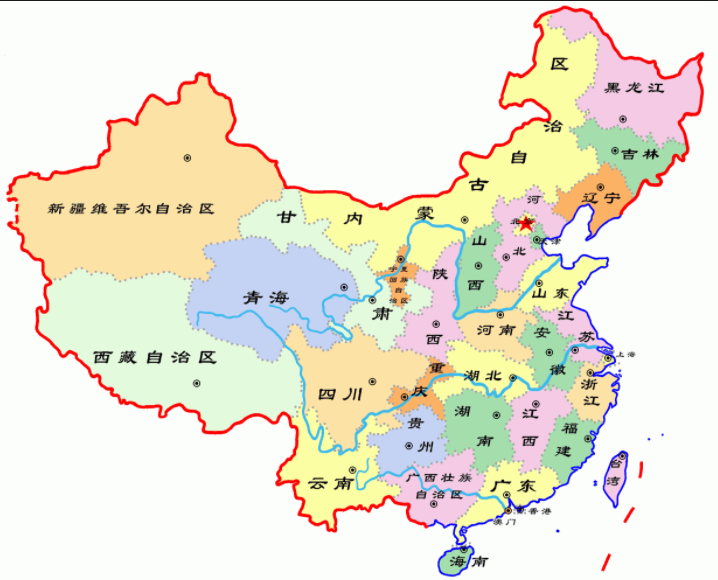 黑龙江
吉林
辽宁
内蒙古自治区
新疆维吾尔自治区
甘肃
青海
西藏自治区
宁夏回族自治区
陕西
山西
河北
北京
天津
山东
河南
江苏
安徽
上海
浙江
湖北
重庆
四川
贵州
湖南
江西
福建
台湾
云南
广西壮族自治区
广东
香港
澳门
海南